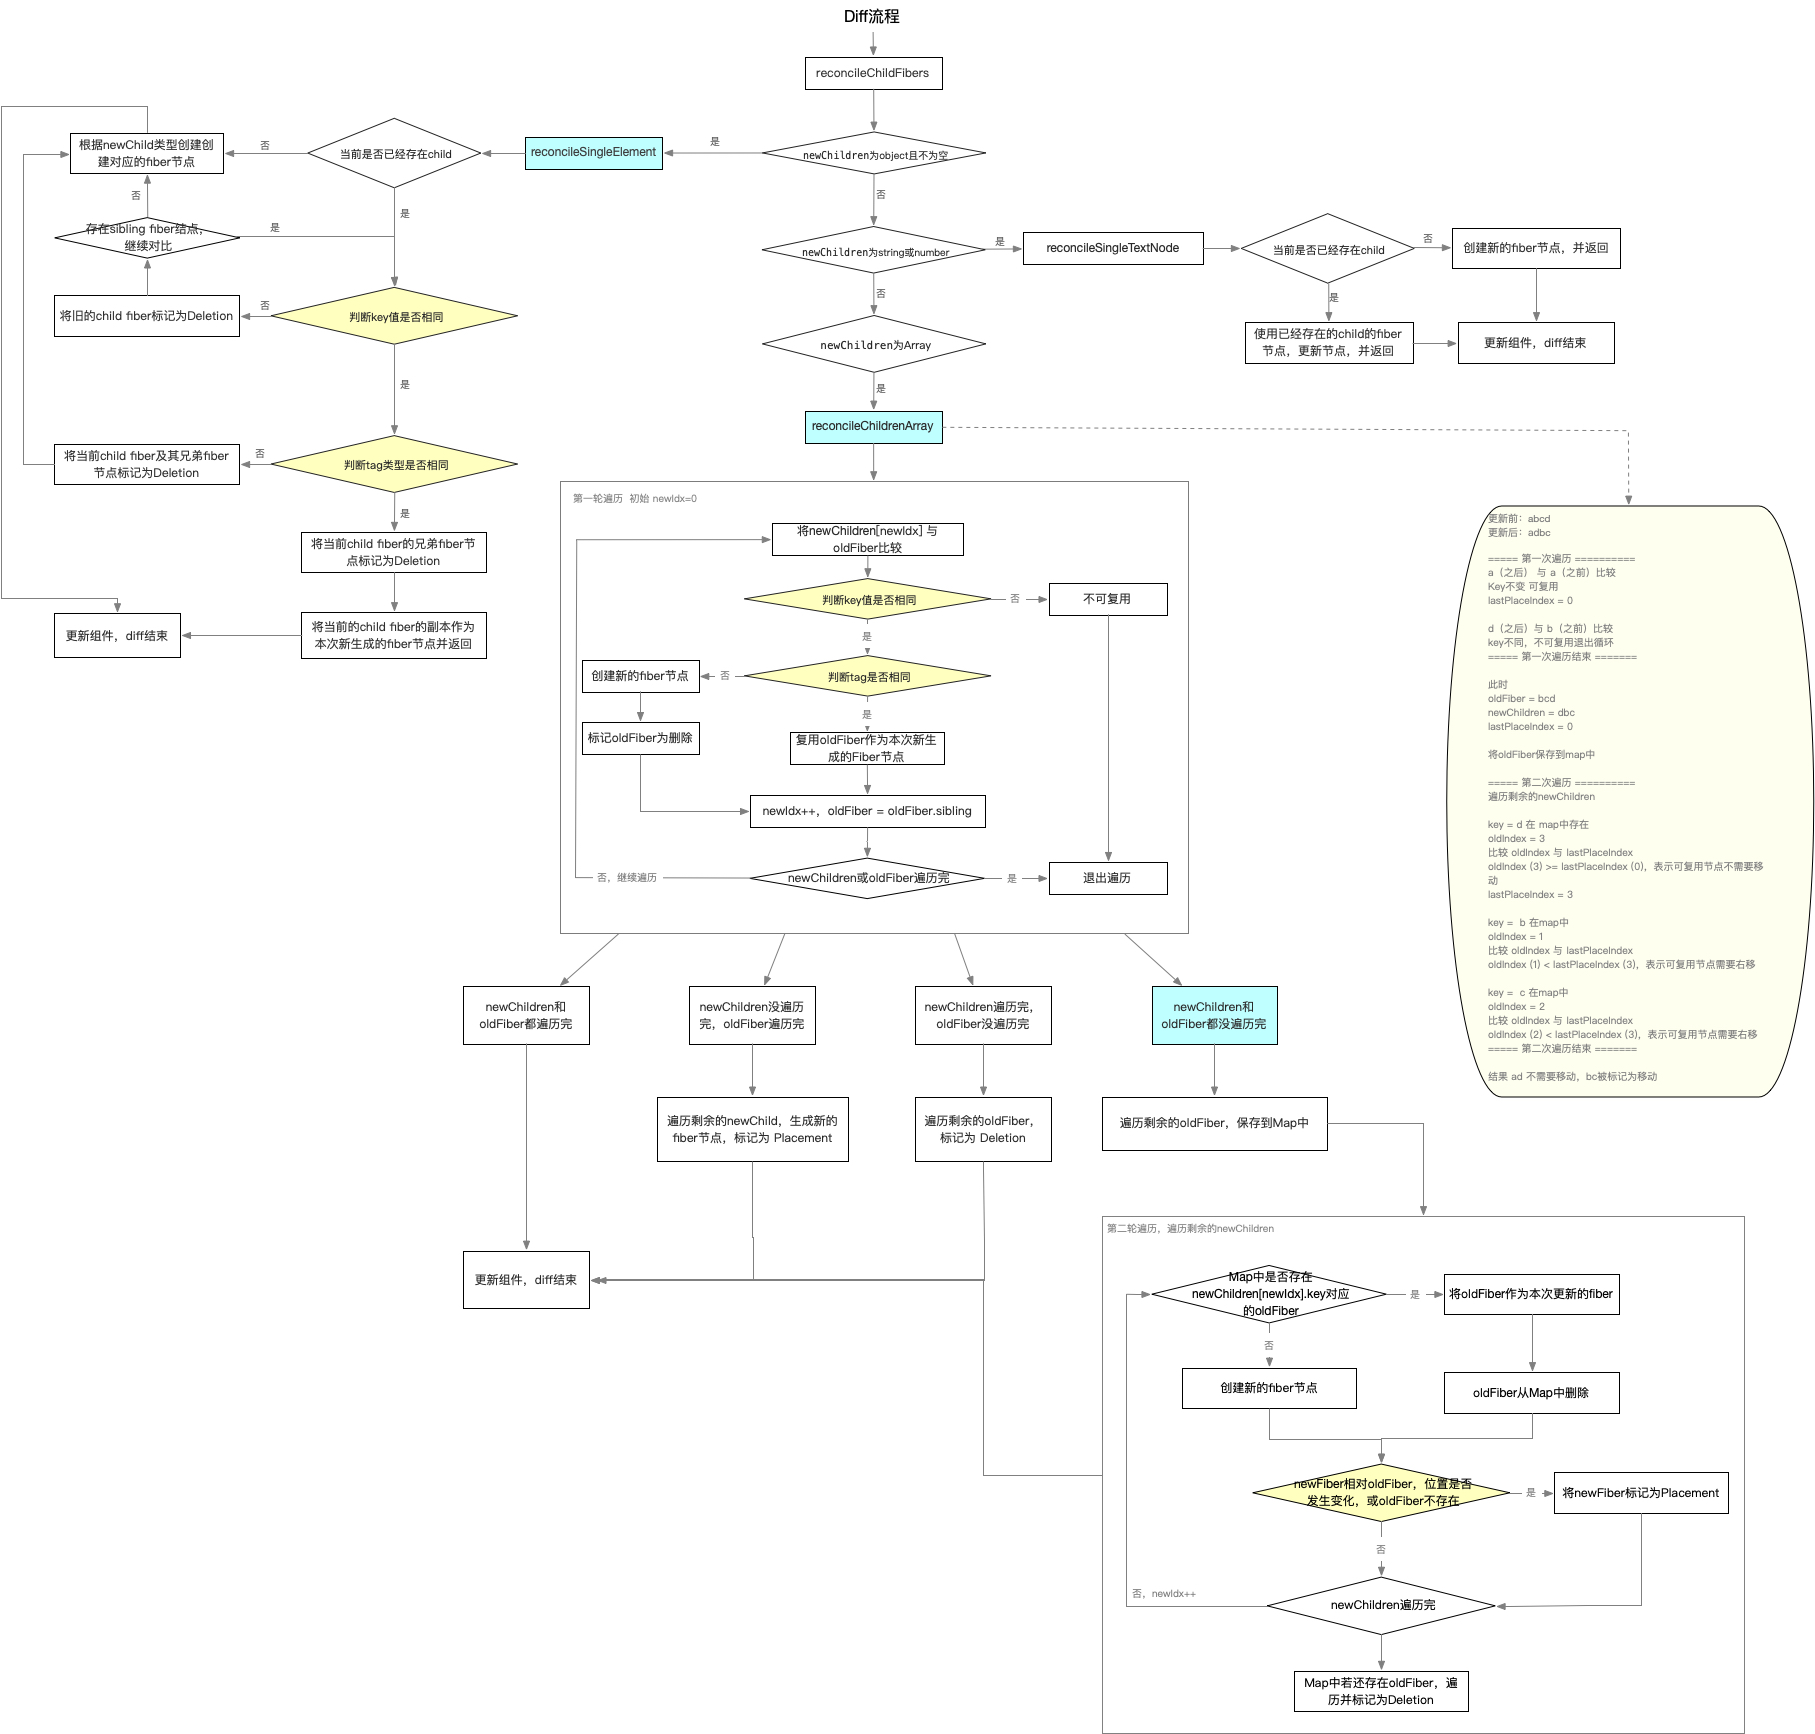 Diff流程
reconcileChildFibers
newChildren为object且不为空
是
reconcileSingleElement
当前是否已经存在child
否
根据newChild类型创建创
建对应的fiber节点
否
是
存在sibling fiber结点，
继续对比
是
将旧的child fiber标记为Deletion
否
判断key值是否相同
是
将当前child fiber及其兄弟fiber
节点标记为Deletion
否
判断tag类型是否相同
是
将当前child fiber的兄弟fiber节
点标记为Deletion
将当前的child fiber的副本作为
本次新生成的fiber节点并返回
更新组件，diff结束
否
newChildren为string或number
是
reconcileSingleTextNode
当前是否已经存在child
否
创建新的fiber节点，并返回
是
使用已经存在的child的fiber
节点，更新节点，并返回
更新组件，diff结束
否
newChildren为Array
是
reconcileChildrenArray
第一轮遍历  初始 newIdx=0
将newChildren[newIdx] 与
oldFiber比较
判断key值是否相同
否
不可复用
是
判断tag是否相同
否
创建新的fiber节点
标记oldFiber为删除
是
复用oldFiber作为本次新生
成的Fiber节点
newIdx++，oldFiber = oldFiber.sibling
newChildren或oldFiber遍历完
否，继续遍历
是
退出遍历
更新前：abcd
更新后：adbc
===== 第一次遍历 ==========
a（之后） 与 a（之前）比较
Key不变 可复用
lastPlaceIndex = 0
d（之后）与 b（之前）比较
key不同，不可复用退出循环
===== 第一次遍历结束 =======
此时
oldFiber = bcd
newChildren = dbc
lastPlaceIndex = 0
将oldFiber保存到map中
===== 第二次遍历 ==========
遍历剩余的newChildren
key = d 在 map中存在
oldIndex = 3
比较 oldIndex 与 lastPlaceIndex
oldIndex (3) >= lastPlaceIndex (0)，表示可复用节点不需要移
动
lastPlaceIndex = 3
key =  b 在map中
oldIndex = 1
比较 oldIndex 与 lastPlaceIndex
oldIndex (1) < lastPlaceIndex (3)，表示可复用节点需要右移
key =  c 在map中
oldIndex = 2
比较 oldIndex 与 lastPlaceIndex
oldIndex (2) < lastPlaceIndex (3)，表示可复用节点需要右移
===== 第二次遍历结束 =======
结果 ad 不需要移动，bc被标记为移动
newChildren和
oldFiber都遍历完
newChildren没遍历
完，oldFiber遍历完
newChildren遍历完，
oldFiber没遍历完
newChildren和
oldFiber都没遍历完
遍历剩余的newChild，生成新的
fiber节点，标记为 Placement
遍历剩余的oldFiber，
标记为 Deletion
遍历剩余的oldFiber，保存到Map中
更新组件，diff结束
第二轮遍历，遍历剩余的newChildren
Map中是否存在
newChildren[newIdx].key对应
的oldFiber
是
将oldFiber作为本次更新的fiber
否
创建新的fiber节点
oldFiber从Map中删除
newFiber相对oldFiber，位置是否
发生变化，或oldFiber不存在
是
将newFiber标记为Placement
否
否，newIdx++
newChildren遍历完
Map中若还存在oldFiber，遍
历并标记为Deletion